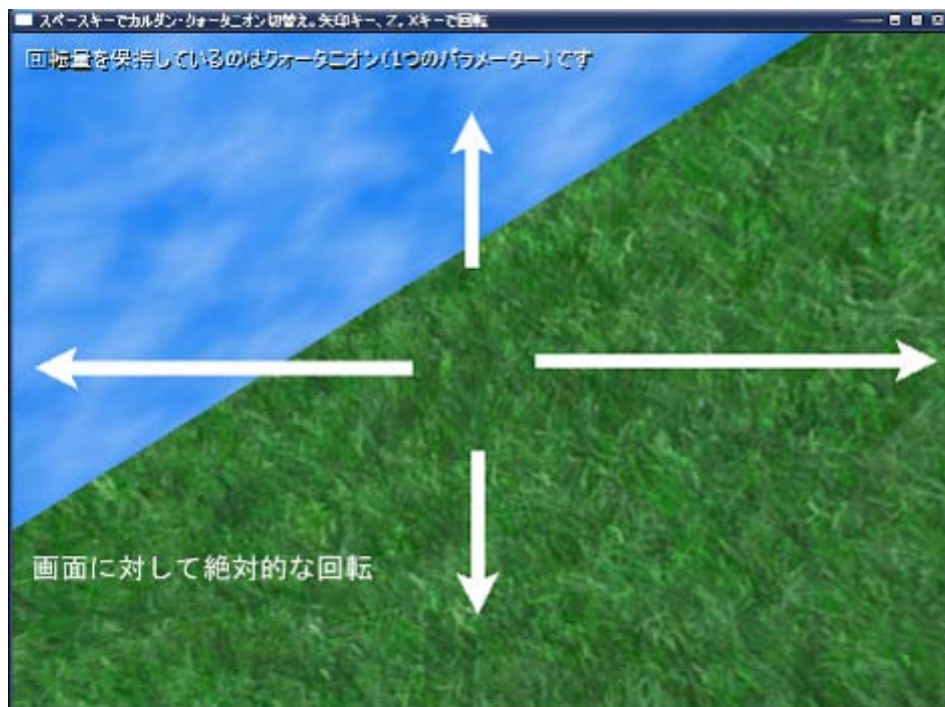 スペースキーでカルダン・クォータニオン切替え。矢印キー、Z,Xキーで回転
回転量を保持しているのはクォータニオン(1つのパラメーター)です
画面に対して絶対的な回転